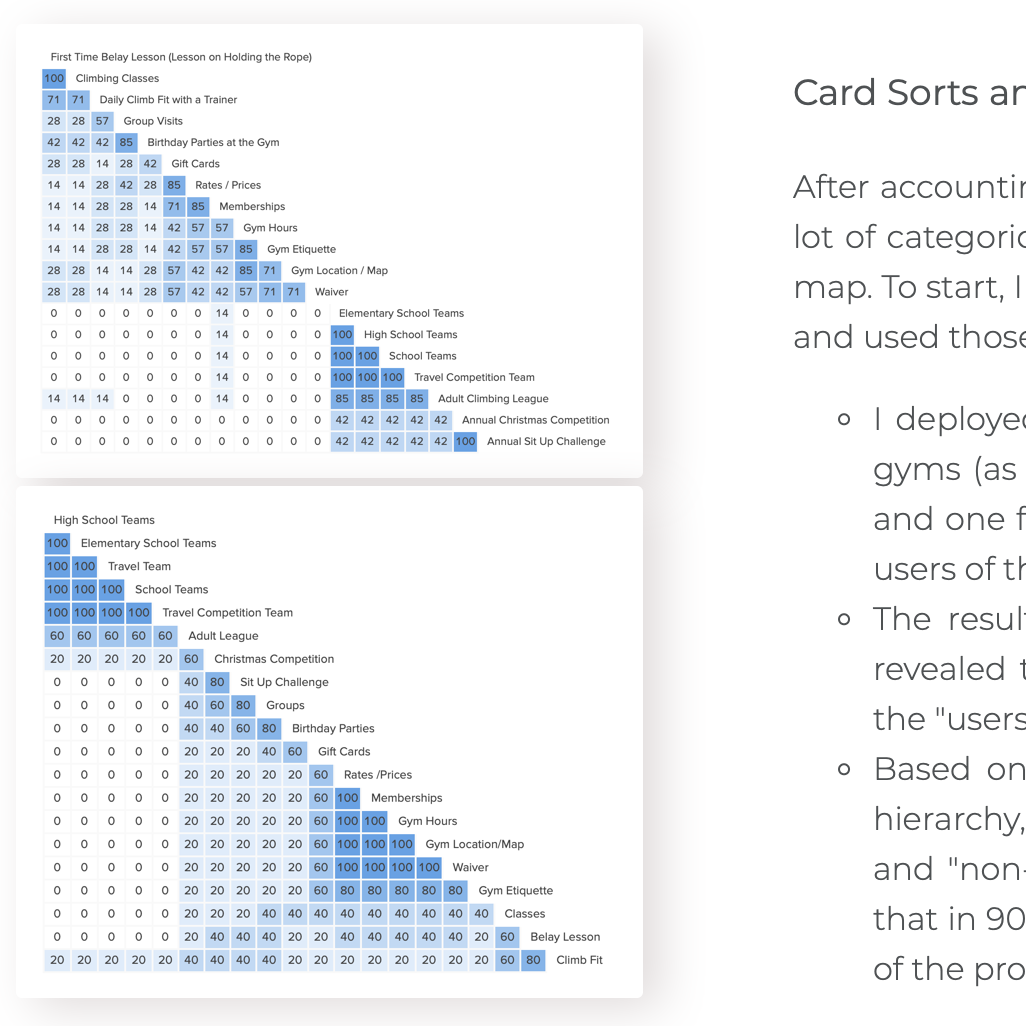 First Time Belay Lesson (Lesson on Holding the Rope)
100 Climbing Classes
71 71 Daily Climb Fit with a Trainer
28 28 57 Group Visits
42 42 42 85 Birthday Parties at the Gym
28 28 14 28 42 Gift Cards
14 14 28 42 28 85 Rates / Prices
14 14 28 28 14 71 85 Memberships
14 14 28 28 14 42 57 57 Gym Hours
14 14 28 28 14 42 57 57 85 Gym Etiquette
28 28 14 14 28 57 42 42 85 71 Gym Location / Map
28 28 14 14 28 57 42 42 57 71 71 Waiver
0 0 0 0 0 0 0 14 0 0 0 0 Elementary School Teams
0 0 0 0 0 0 0 14 0 0 0 0 100 High School Teams
0 0 0 0 0 0 0 14 0 0 0 0 100 100 School Teams
0 0 0 0 0 0 0 14 0 0 0 0 100 100 100 Travel Competition Team
14 14 14 0 0 0 0 14 0 0 0 0 85 85 85 85 Adult Climbing League
0 0 0 0 0 0 0 0 0 0 0 0 42 42 42 42 42 Annual Christmas Competition
0 0 0 0 0 0 0 0 0 0 0 0 42 42 42 42 42 100 Annual Sit Up Challenge
High School Teams
100 Elementary School Teams
100 100 Travel Team
100 100 100 School Teams
100 100 100 100 Travel Competition Team
60 60 60 60 60 Adult League
20 20 20 20 20 60 Christmas Competition
0 0 0 0 0 40 80 Sit Up Challenge
0 0 0 0 0 40 60 80 Groups
0 0 0 0 0 40 40 60 80 Birthday Parties
0 0 0 0 0 20 20 20 40 60 Gift Cards
0 0 0 0 0 20 20 20 20 20 60 Rates /Prices
0 0 0 0 0 20 20 20 20 20 60 100 Memberships
0 0 0 0 0 20 20 20 20 20 60 100 100 Gym Hours
0 0 0 0 0 20 20 20 20 20 60 100 100 100 Gym Location/Map
0 0 0 0 0 20 20 20 20 20 60 100 100 100 100 Waiver
0 0 0 0 0 20 20 20 20 20 60 80 80 80 80 80 Gym Etiquette
0 0 0 0 0 20 20 20 40 40 40 40 40 40 40 40 40 Classes
0 0 0 0 0 20 40 40 40 20 20 40 40 40 40 40 20 60 Belay Lesson
20 20 20 20 20 40 40 40 40 20 20 20 20 20 20 20 20 60 80 Climb Fit
Card Sorts an
After accountin
lot of categoric
map. To start, I
and used those
I deployed
gyms (as
and one f
users of th
The result
revealed t
the "users
Based on
hierarchy,
and "non-
that in 90
of the pro